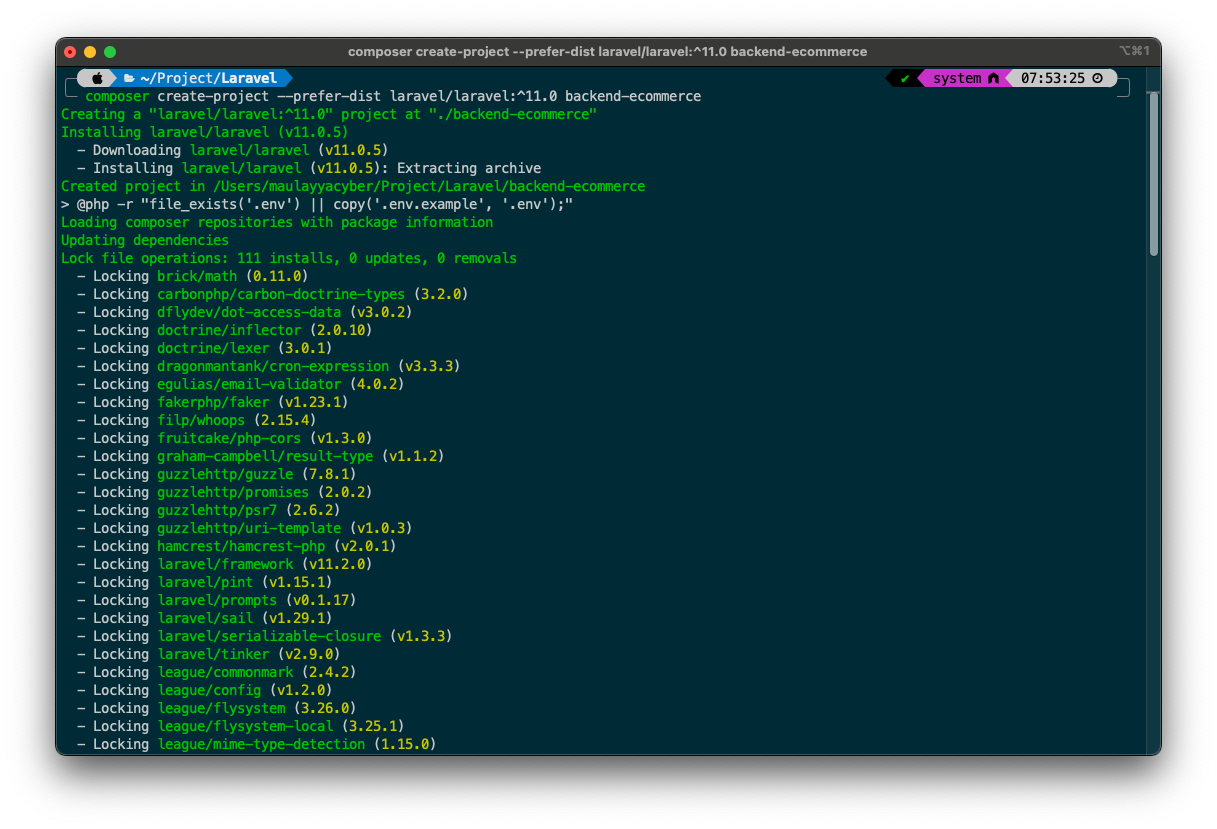 composer create-project --prefer-dist laravel/laravel:^11.0 backend-ecommerce
⌥⌘1
~/Project/Laravel
✔ system 07:53:25
composer create-project --prefer-dist laravel/laravel:^11.0 backend-ecommerce
Creating a "laravel/laravel:^11.0" project at "./backend-ecommerce"
Installing laravel/laravel (v11.0.5)
- Downloading laravel/laravel (v11.0.5)
- Installing laravel/laravel (v11.0.5): Extracting archive
Created project in /Users/maulayyacyber/Project/Laravel/backend-ecommerce
> @php -r "file_exists('.env') || copy('.env.example', '.env');"
Loading composer repositories with package information
Updating dependencies
Lock file operations: 111 installs, 0 updates, 0 removals
- Locking brick/math (0.11.0)
- Locking carbonphp/carbon-doctrine-types (3.2.0)
- Locking dflydev/dot-access-data (v3.0.2)
- Locking doctrine/inflector (2.0.10)
- Locking doctrine/lexer (3.0.1)
- Locking dragonmantank/cron-expression (v3.3.3)
- Locking egulias/email-validator (4.0.2)
- Locking fakerphp/faker (v1.23.1)
- Locking filp/whoops (2.15.4)
- Locking fruitcake/php-cors (v1.3.0)
- Locking graham-campbell/result-type (v1.1.2)
- Locking guzzlehttp/guzzle (7.8.1)
- Locking guzzlehttp/promises (2.0.2)
- Locking guzzlehttp/psr7 (2.6.2)
- Locking guzzlehttp/uri-template (v1.0.3)
- Locking hamcrest/hamcrest-php (v2.0.1)
- Locking laravel/framework (v11.2.0)
- Locking laravel/pint (v1.15.1)
- Locking laravel/prompts (v0.1.17)
- Locking laravel/sail (v1.29.1)
- Locking laravel/serializable-closure (v1.3.3)
- Locking laravel/tinker (v2.9.0)
- Locking league/commonmark (2.4.2)
- Locking league/config (v1.2.0)
- Locking league/flysystem (3.26.0)
- Locking league/flysystem-local (3.25.1)
- Locking league/mime-type-detection (1.15.0)